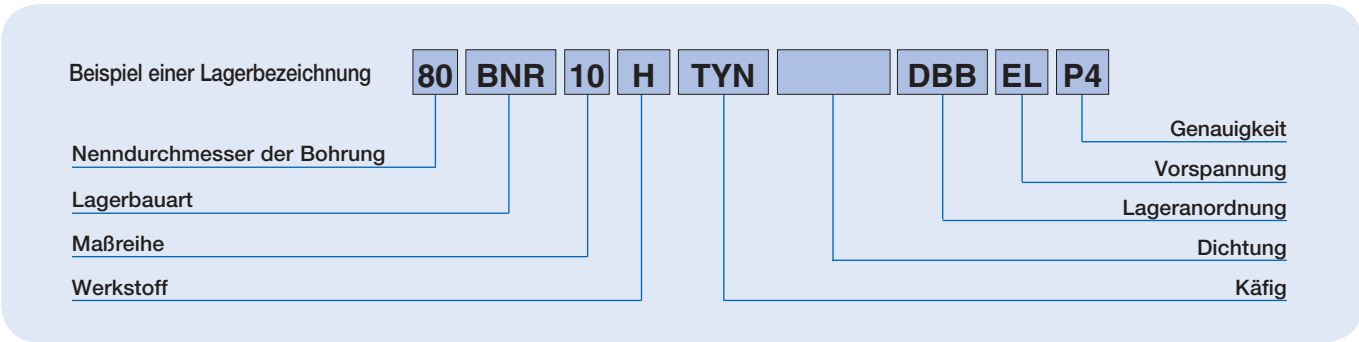 Beispiel einer Lagerbezeichnung 80 BNR 10 H TYN DBB EL P4
Genauigkeit
Nenndurchmesser der Bohrung
Vorspannung
Lagerbauart
Lageranordnung
Maßreihe
Dichtung
Werkstoff
Käfig